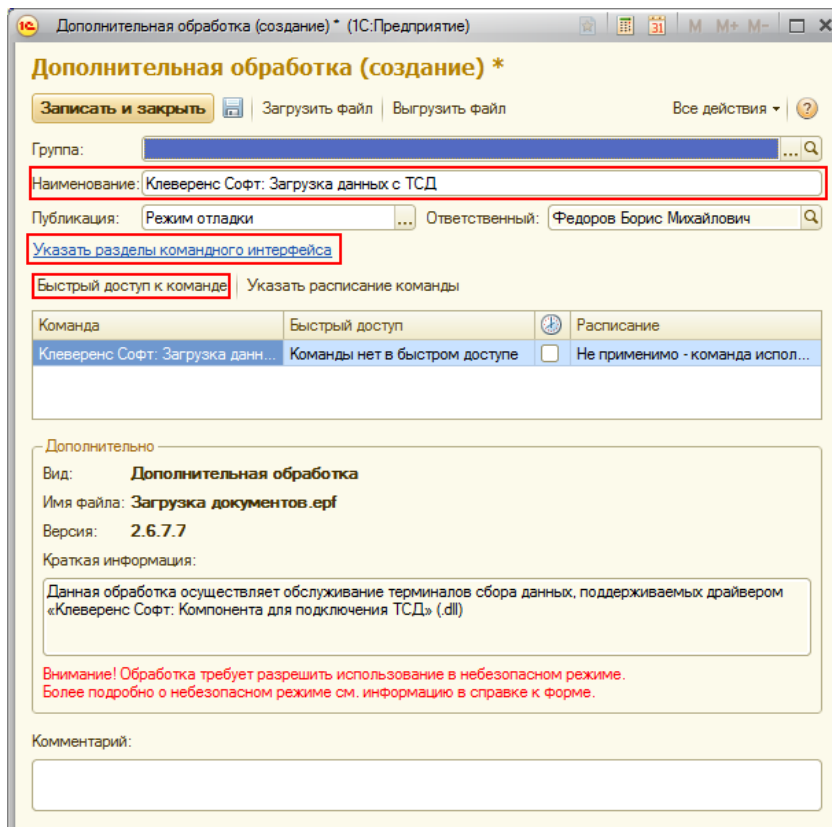 Дополнительная обработка (создание) * (1С:Предприятие)
31 M M+ M-
Дополнительная обработка (создание) *
Записать и закрыть Загрузить файл Выгрузить файл Все действия ?
Группа: ...
Наименование: Клеверенс Софт: Загрузка данных с ТСД
Публикация: Режим отладки ... Ответственный: Федоров Борис Михайлович
Указать разделы командного интерфейса
Быстрый доступ к команде Указать расписание команды
Команда Быстрый доступ Расписание
Клеверенс Софт: Загрузка данн... Команды нет в быстром доступе Не применимо - команда испол...
Дополнительно
Вид: Дополнительная обработка
Имя файла: Загрузка документов.epf
Версия: 2.6.7.7
Краткая информация:
Данная обработка осуществляет обслуживание терминалов сбора данных, поддерживаемых драйвером
«Клеверенс Софт: Компонента для подключения ТСД» (.dll)
Внимание! Обработка требует разрешить использование в небезопасном режиме.
Более подробно о небезопасном режиме см. информацию в справке к форме.
Комментарий: